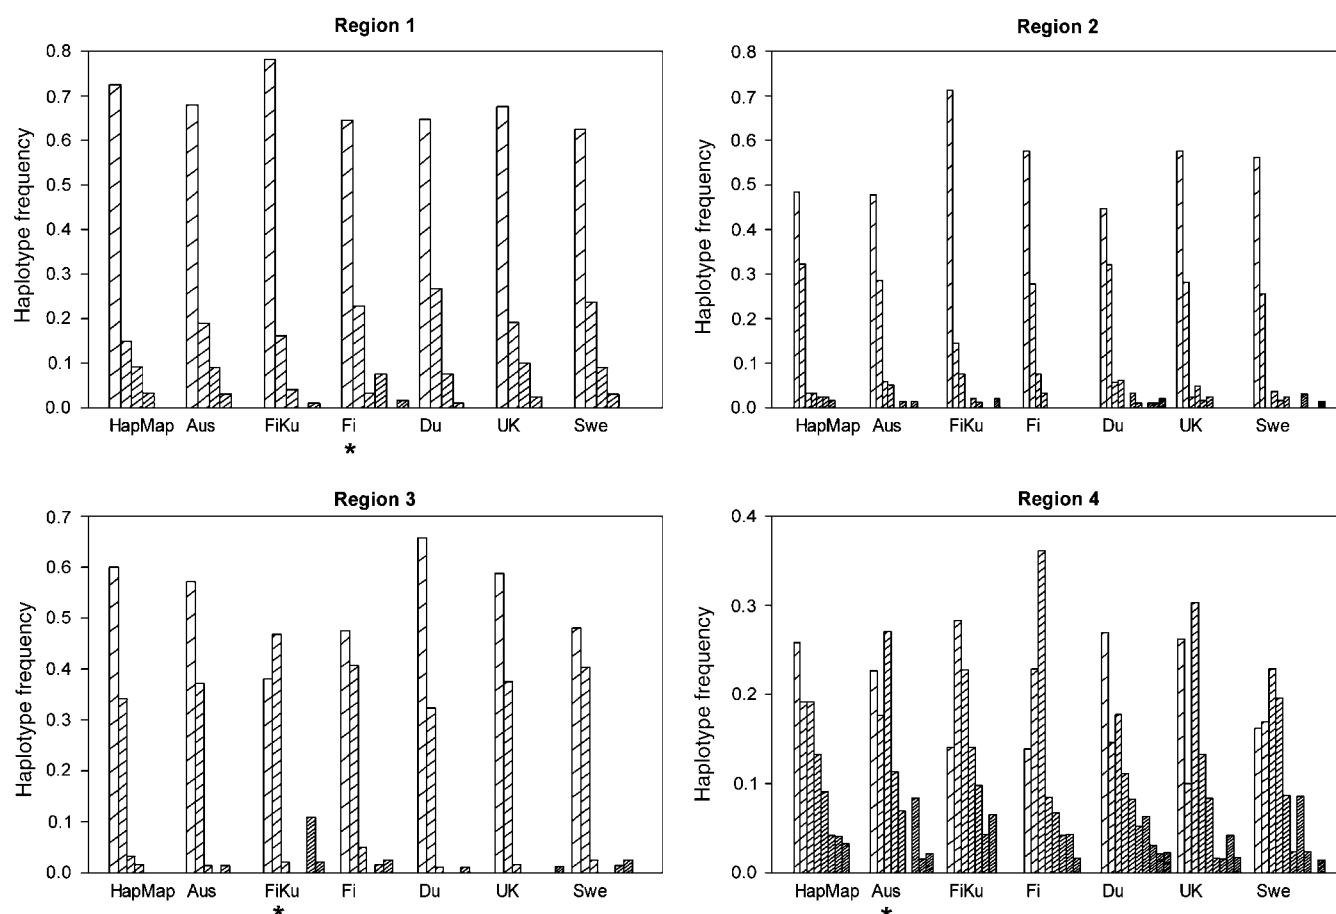 Region 1
0.8
0.7
0.6
0.5
0.4
0.3
0.2
0.1
0.0
Haplotype frequency
HapMap Aus FiKu Fi Du UK Swe
*
Region 2
0.8
0.7
0.6
0.5
0.4
0.3
0.2
0.1
0.0
Haplotype frequency
HapMap Aus FiKu Fi Du UK Swe
Region 3
0.7
0.6
0.5
0.4
0.3
0.2
0.1
0.0
Haplotype frequency
HapMap Aus FiKu Fi Du UK Swe
*
Region 4
0.4
0.3
0.2
0.1
0.0
Haplotype frequency
HapMap Aus FiKu Fi Du UK Swe
*